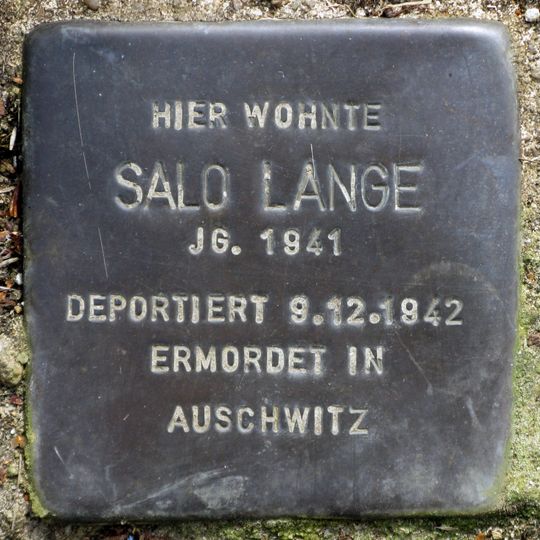 HIER WOHNTE
SALO LANGE
JG. 1941
DEPORTIERT 9.12.1942
ERMORDET IN
AUSCHWITZ